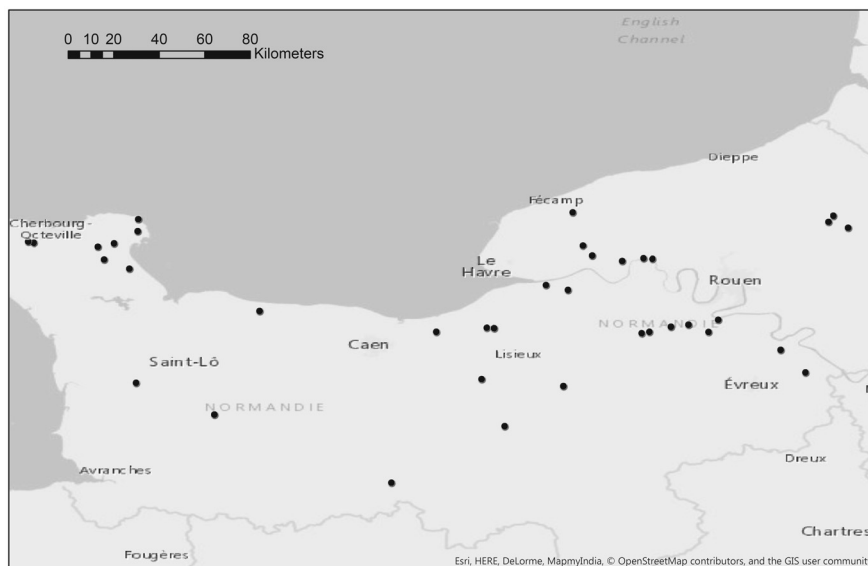 English
Channel
0 10 20 40 60 80
Kilometers
Dieppe
Fécamp
Cherbourg-
Octeville
Le
Havre
Rouen
NORMANDIE
Caen
Lisieux
Saint-Lô
Évreux
NORMANDIE
Avranches
Dreux
Chartres
Fougères
Esri, HERE, DeLorme, MapmyIndia, © OpenStreetMap contributors, and the GIS user communit